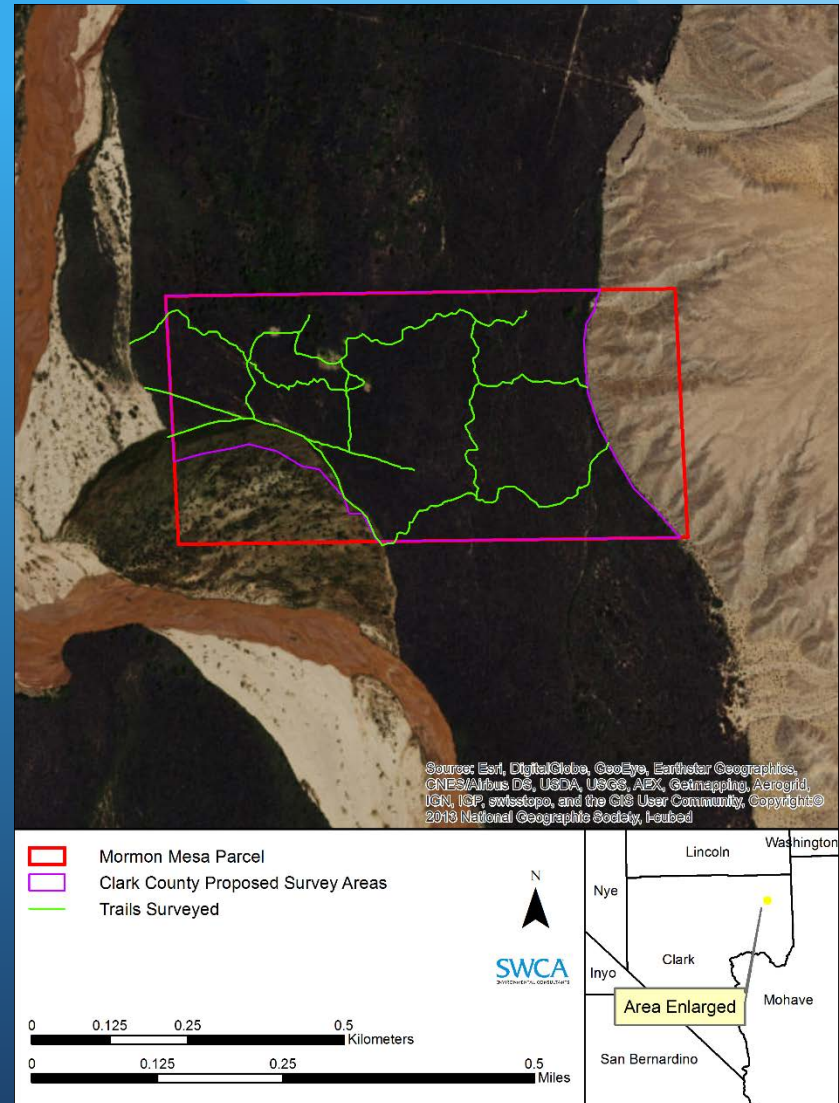 Source: Esri, DigitalGlobe, GeoEye, Earthstar Geographics,
CNES/Airbus DS, USDA, USGS, AEX, Getmapping, Aerogrid,
IGN, IGP, swisstopo, and the GIS User Community, Copyright:©
2013 National Geographic Society, i-cubed
Mormon Mesa Parcel
Clark County Proposed Survey Areas
Trails Surveyed
N
SWCA
ENVIRONMENTAL CONSULTANTS
0 0.125 0.25 0.5
Kilometers
0 0.125 0.25 0.5
Miles
Lincoln
Washington
Nye
Clark
Inyo
Mohave
Area Enlarged
San Bernardino